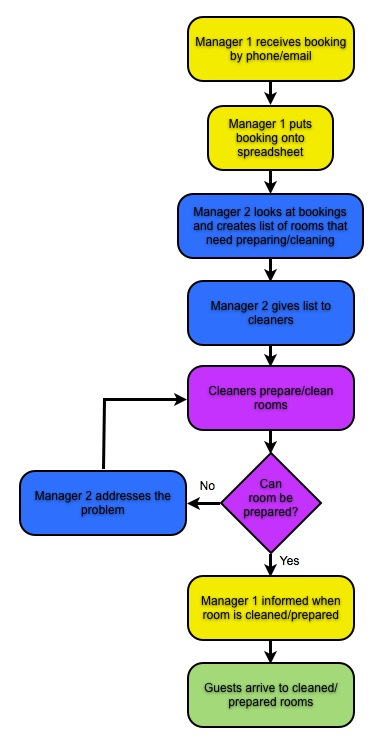 Manager 1 receives booking
by phone/email
Manager 1 puts
booking onto
spreadsheet
Manager 2 looks at bookings
and creates list of rooms that
need preparing/cleaning
Manager 2 gives list to
cleaners
Cleaners prepare/clean
rooms
Can
room be
prepared?
No
Manager 2 addresses the
problem
Yes
Manager 1 informed when
room is cleaned/prepared
Guests arrive to cleaned/
prepared rooms